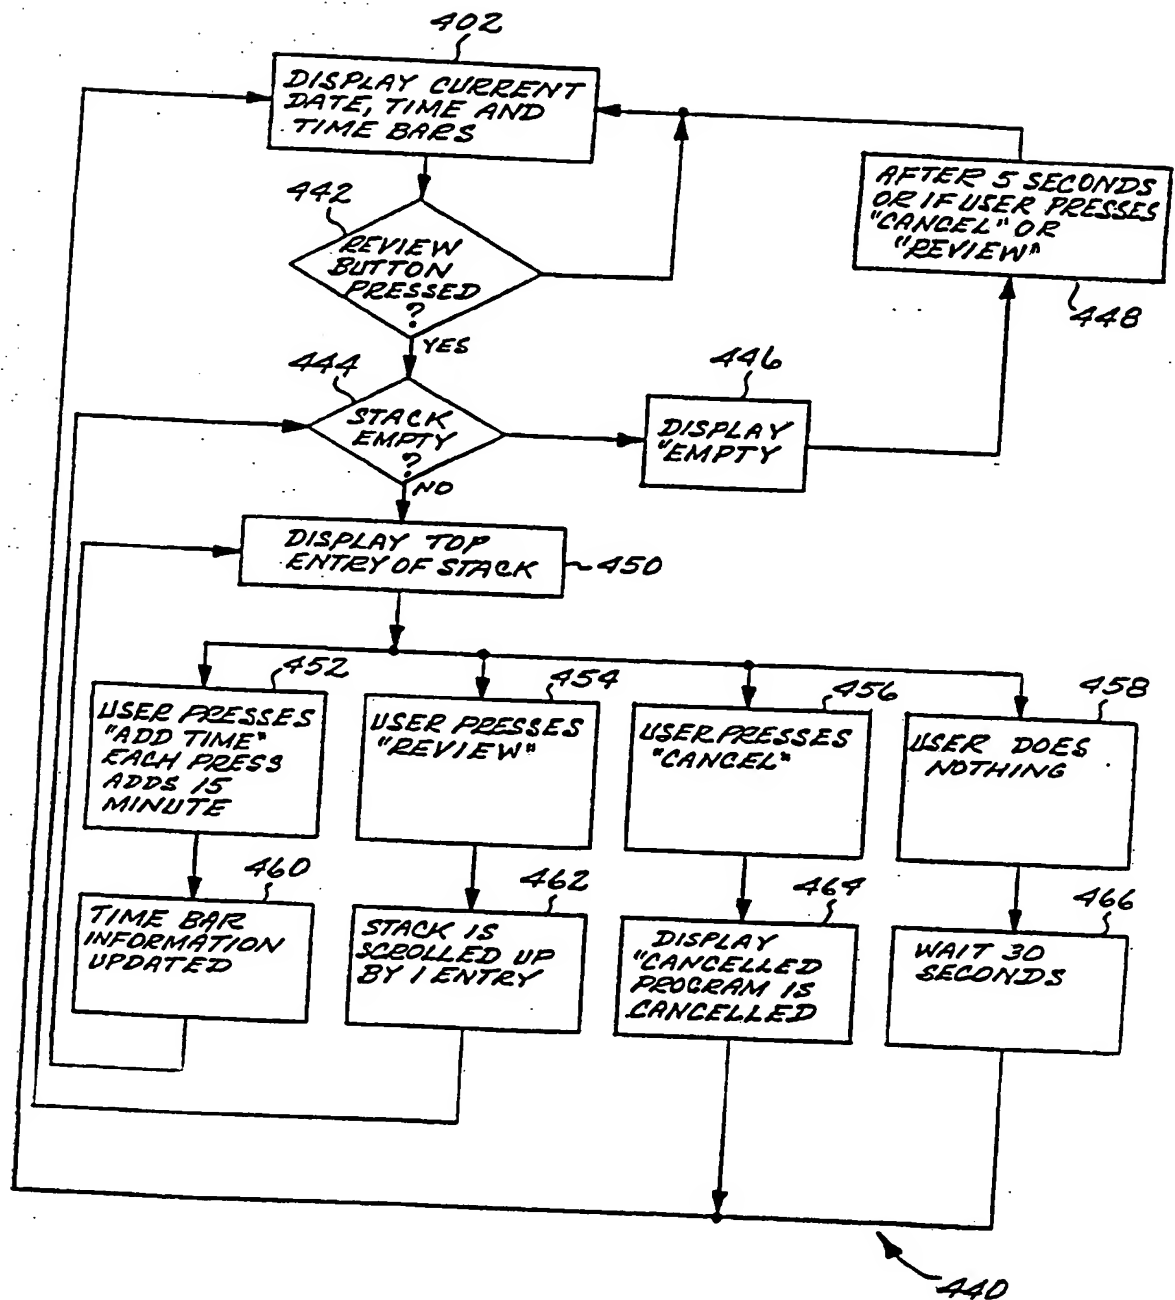 402
DISPLAY CURRENT
DATE, TIME AND
TIME BARS
442
REVIEW
BUTTON
PRESSED
?
YES
AFTER 5 SECONDS
OR IF USER PRESSES
"CANCEL" OR
"REVIEW"
448
444
STACK
EMPTY
?
NO
446
DISPLAY
"EMPTY
DISPLAY TOP
ENTRY OF STACK
450
452
USER PRESSES
"ADD TIME"
EACH PRESS
ADDS 15
MINUTE
454
USER PRESSES
"REVIEW"
456
USER PRESSES
"CANCEL"
458
USER DOES
NOTHING
460
TIME BAR
INFORMATION
UPDATED
462
STACK IS
SCROLLED UP
BY 1 ENTRY
464
DISPLAY
"CANCELLED
PROGRAM IS
CANCELLED
466
WAIT 30
SECONDS
440